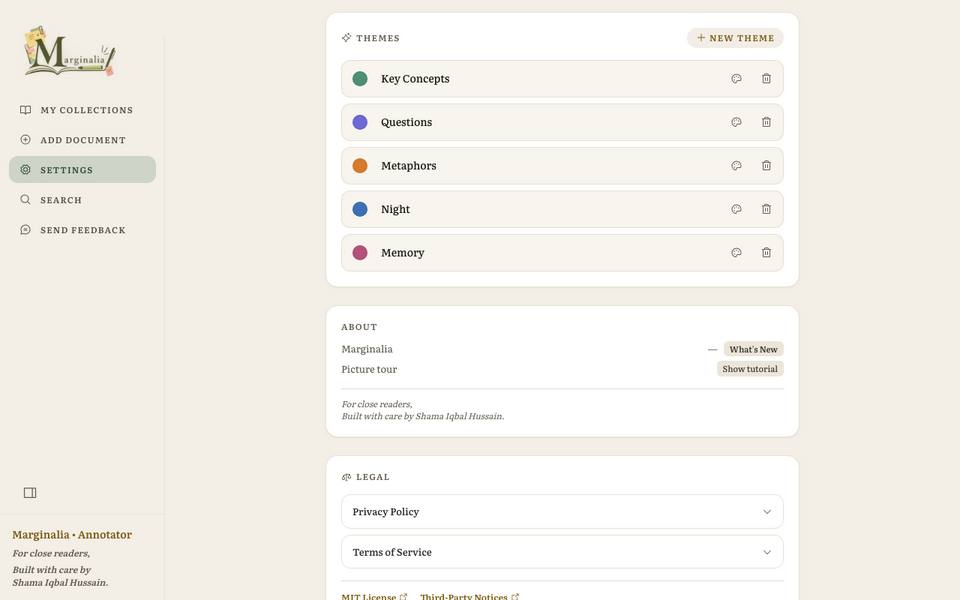 Marginalia
MY COLLECTIONS
ADD DOCUMENT
SETTINGS
SEARCH
SEND FEEDBACK
Marginalia • Annotator
For close readers,
Built with care by
Shama Iqbal Hussain.
THEMES
NEW THEME
Key Concepts
Questions
Metaphors
Night
Memory
ABOUT
Marginalia — What's New
Picture tour Show tutorial
For close readers,
Built with care by Shama Iqbal Hussain.
LEGAL
Privacy Policy
Terms of Service
MIT License Third-Party Notices